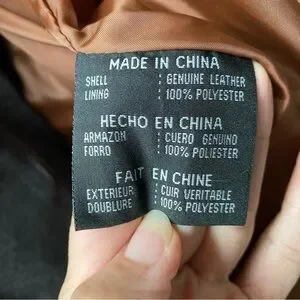 MADE IN CHINA
SHELL : GENUINE LEATHER
LINING : 100% POLYESTER
HECHO EN CHINA
ARMAZON : CUERO GENUINO
FORRO : 100% POLYESTER
FAIT EN CHINE
EXTERIEUR : CUIR VERITABLE
DOUBLURE : 100% POLYESTER